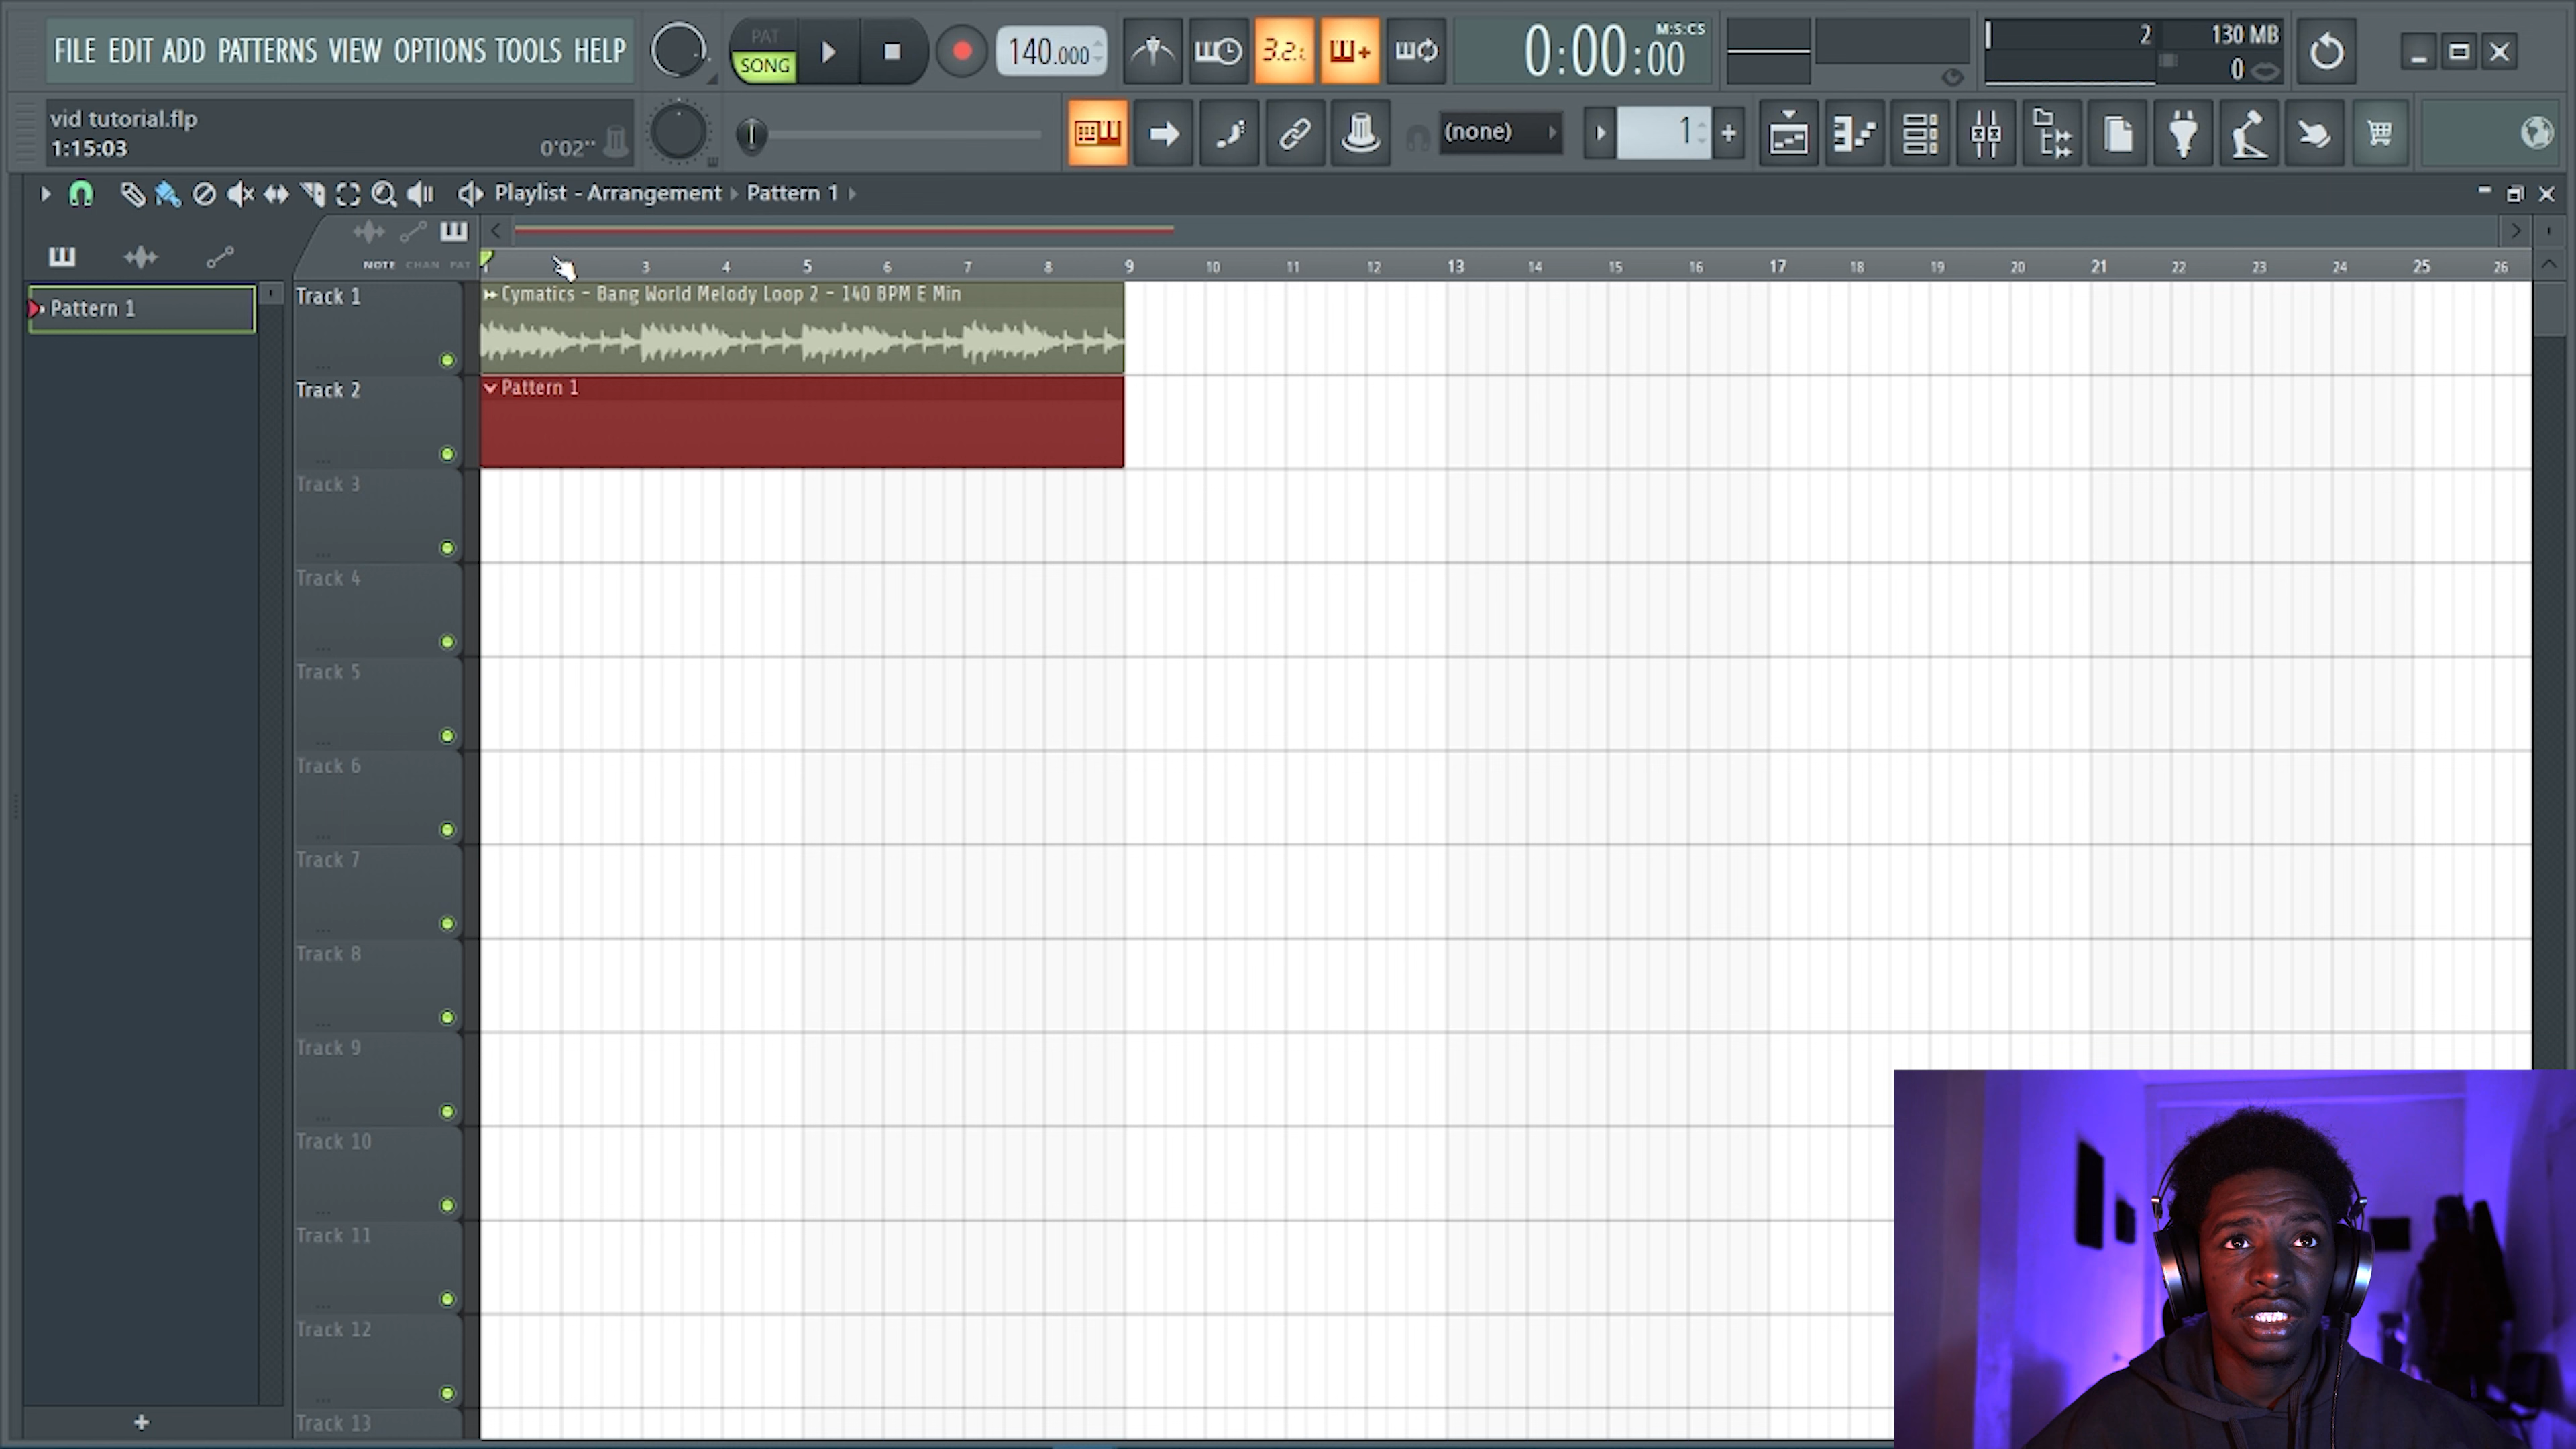 FILE EDIT ADD PATTERNS VIEW OPTIONS TOOLS HELP
PAT
SONG
140.000
3.2.
M:S:CS
0:00:00
2
130 MB
0
vid tutorial.flp
1:15:03
0'02"
(none)
1
+
Playlist - Arrangement
Pattern 1
NOTE CHAN PAT
1 3 4 5 6 7 8 9 10 11 12 13 14 15 16 17 18 19 20 21 22 23 24 25 26
Pattern 1
Track 1
Cymatics - Bang World Melody Loop 2 - 140 BPM E Min
Track 2
Pattern 1
Track 3
Track 4
Track 5
Track 6
Track 7
Track 8
Track 9
Track 10
Track 11
Track 12
Track 13
+